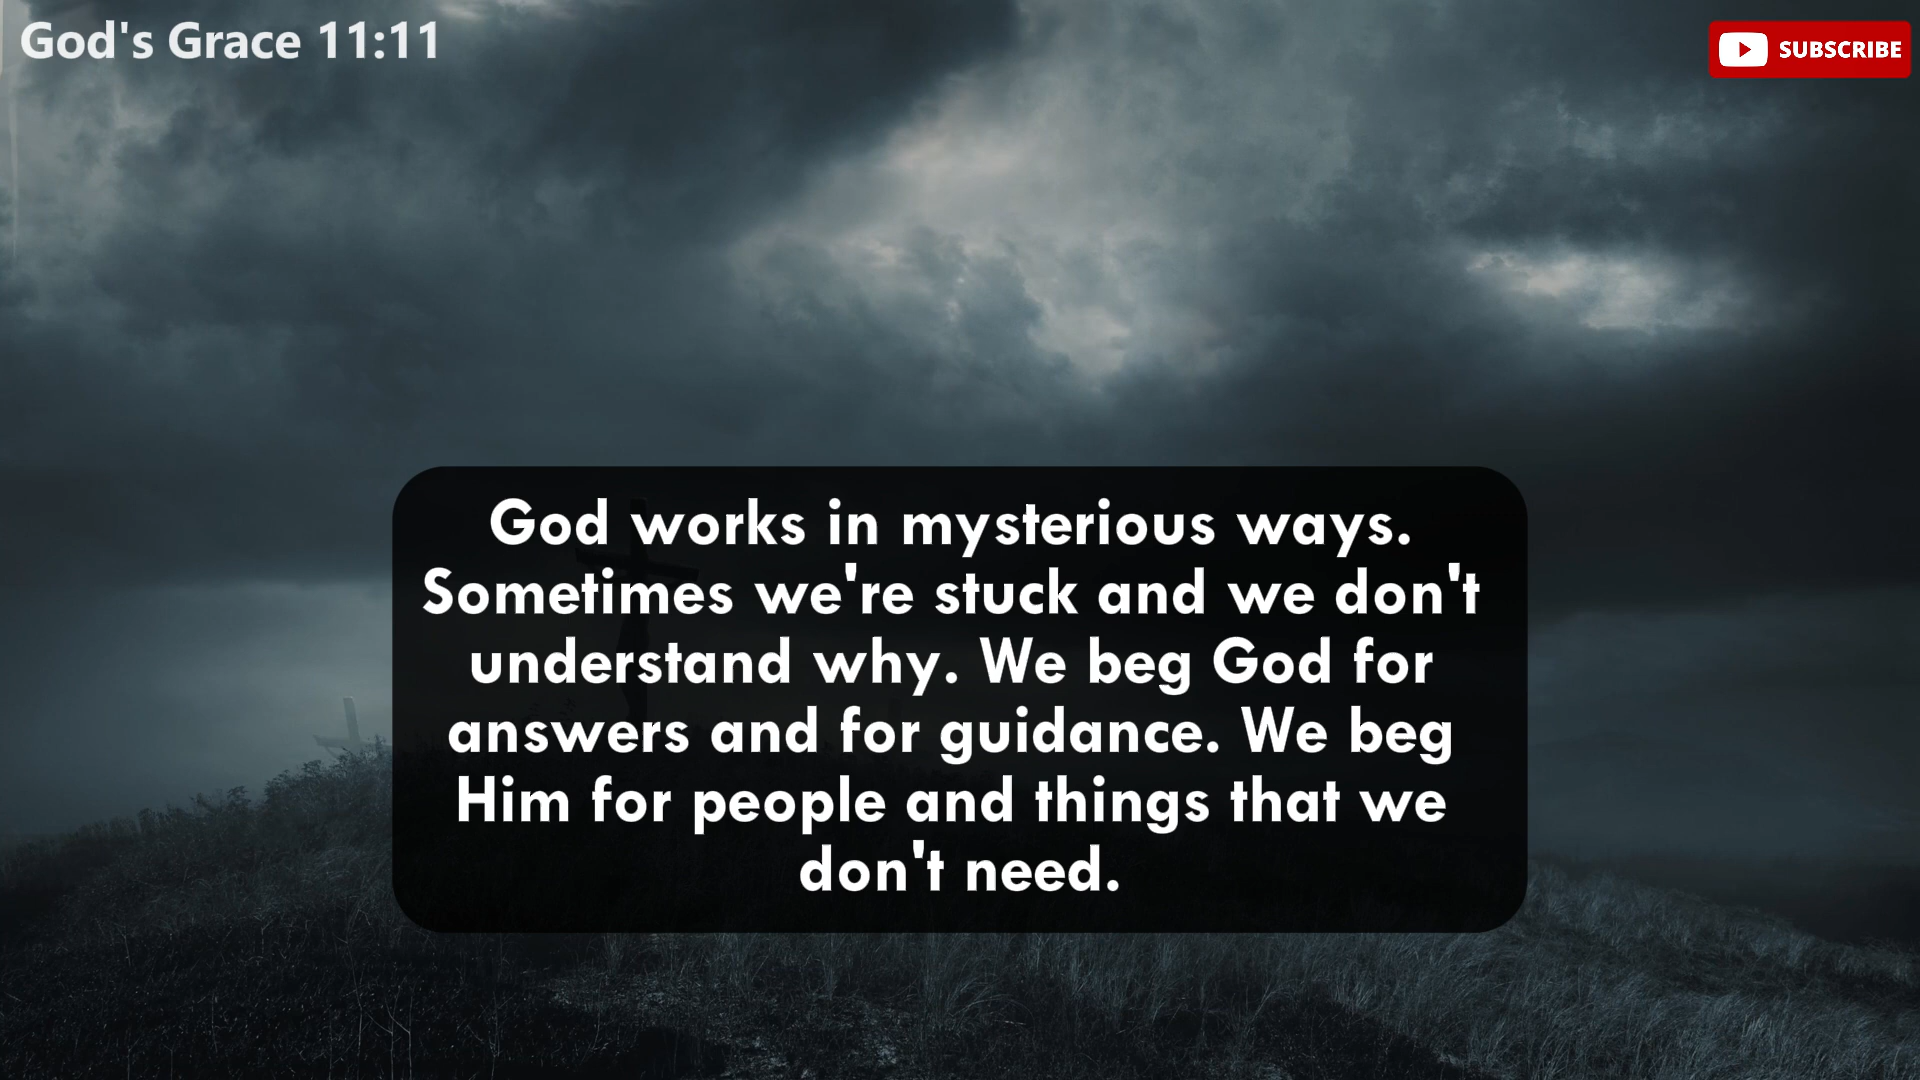 God's Grace 11:11
SUBSCRIBE
God works in mysterious ways.
Sometimes we're stuck and we don't
understand why. We beg God for
answers and for guidance. We beg
Him for people and things that we
don't need.